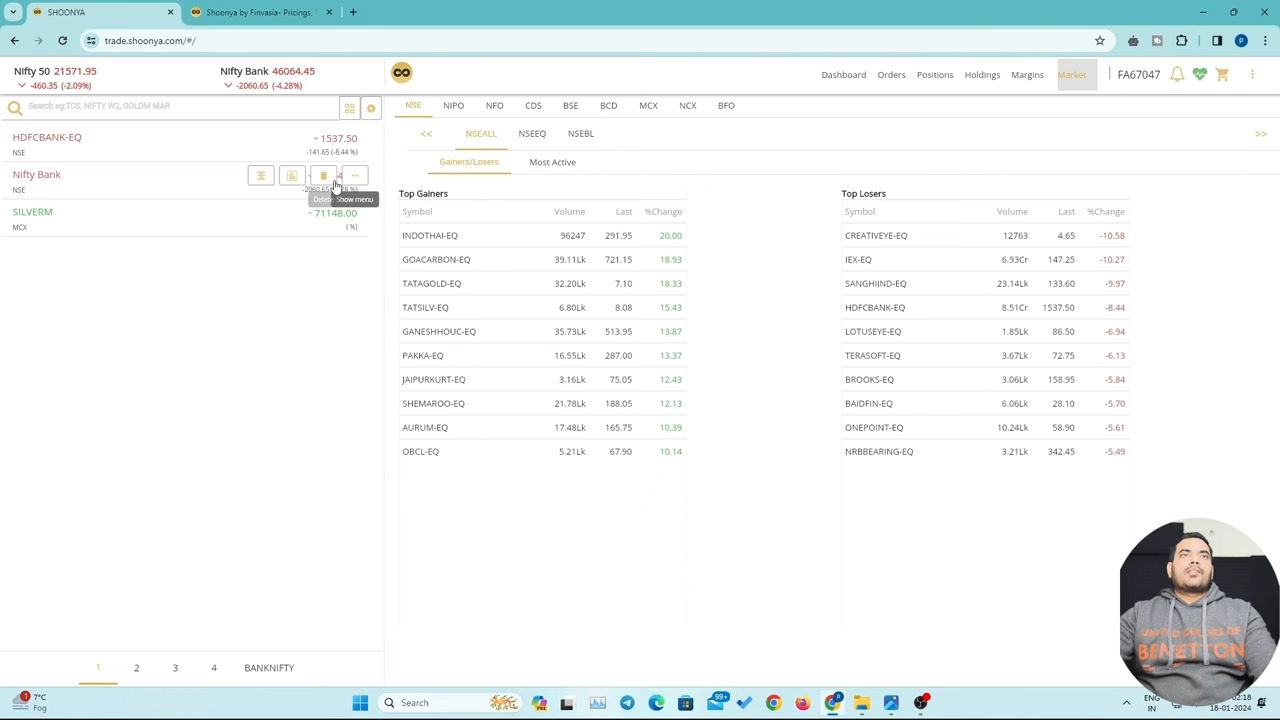 SHOONYA
Shoonya by Finvasia- Pricings,
trade.shoonya.com/#/
Nifty 50 21571.95
-460.35 (-2.09%)
Nifty Bank 46064.45
-2060.65 (-4.28%)
Dashboard Orders Positions Holdings Margins Market FA67047
Search eg:TCS, NIFTY W2, GOLDM MAR
NSE NIPO NFO CDS BSE BCD MCX NCX BFO
<< NSEALL NSEEQ NSEBL >>
Gainers/Losers Most Active
HDFCBANK-EQ 1537.50
NSE -141.65 (-8.44 %)
Nifty Bank
NSE
Delete Show menu
SILVERM 71148.00
MCX ( %)
Top Gainers
Symbol Volume Last %Change
INDOTHAI-EQ 96247 291.95 20.00
GOACARBON-EQ 39.11Lk 721.15 18.93
TATAGOLD-EQ 32.20Lk 7.10 18.33
TATSILV-EQ 6.80Lk 8.08 15.43
GANESHHOUC-EQ 35.73Lk 513.95 13.87
PAKKA-EQ 16.55Lk 287.00 13.37
JAIPURKURT-EQ 3.16Lk 75.05 12.43
SHEMAROO-EQ 21.78Lk 188.05 12.13
AURUM-EQ 17.48Lk 165.75 10.39
OBCL-EQ 5.21Lk 67.90 10.14
Top Losers
Symbol Volume Last %Change
CREATIVEYE-EQ 12763 4.65 -10.58
IEX-EQ 6.93Cr 147.25 -10.27
SANGHIIND-EQ 23.14Lk 133.60 -9.97
HDFCBANK-EQ 8.51Cr 1537.50 -8.44
LOTUSEYE-EQ 1.85Lk 86.50 -6.94
TERASOFT-EQ 3.67Lk 72.75 -6.13
BROOKS-EQ 3.06Lk 158.95 -5.84
BAIDFIN-EQ 6.06Lk 28.10 -5.70
ONEPOINT-EQ 10.24Lk 58.90 -5.61
NRBBEARING-EQ 3.21Lk 342.45 -5.49
UNITED COLORS OF
BENETTON
1 2 3 4 BANKNIFTY
1 7°C
Fog
Search
99+
ENG
IN
02:18
18-01-2024